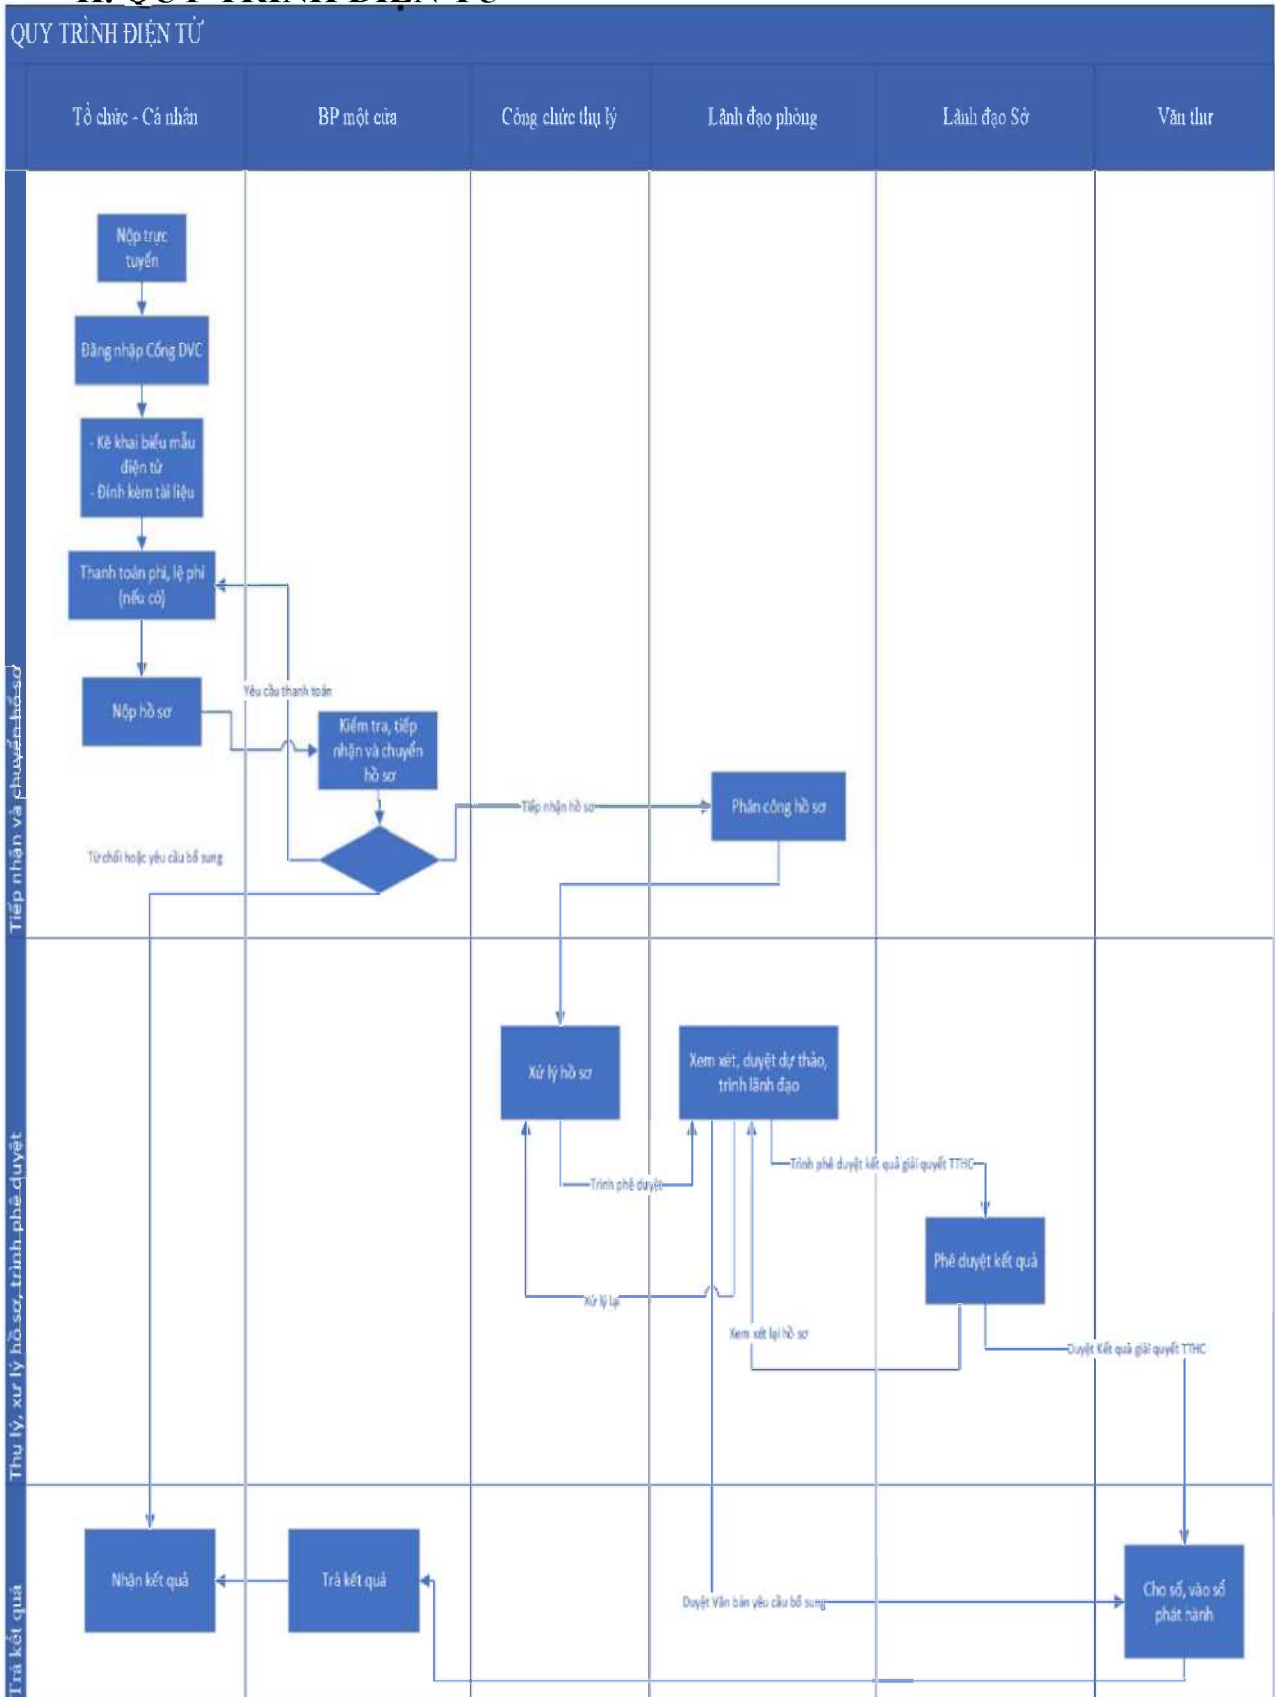 II. QUY TRÌNH ĐIỆN TỬ
QUY TRÌNH ĐIỆN TỬ
Tổ chức - Cá nhân
BP một cửa
Công chức thụ lý
Lãnh đạo phòng
Lãnh đạo Sở
Văn thư
Tiếp nhận và chuyển hồ sơ
Nộp trực
tuyến
Đăng nhập Cổng DVC
- Kê khai biểu mẫu
điện tử
- Đính kèm tài liệu
Thanh toán phí, lệ phí
(nếu có)
Yêu cầu thanh toán
Nộp hồ sơ
Kiểm tra, tiếp
nhận và chuyển
hồ sơ
Tiếp nhận hồ sơ
Phân công hồ sơ
Từ chối hoặc yêu cầu bổ sung
Thụ lý, xử lý hồ sơ, trình phê duyệt
Xử lý hồ sơ
Xem xét, duyệt dự thảo,
trình lãnh đạo
Trình phê duyệt kết quả giải quyết TTHC
Trình phê duyệt
Phê duyệt kết quả
Xử lý lại
Xem xét lại hồ sơ
Duyệt Kết quả giải quyết TTHC
Trả kết quả
Nhận kết quả
Trả kết quả
Duyệt Văn bản yêu cầu bổ sung
Cho số, vào sổ
phát hành